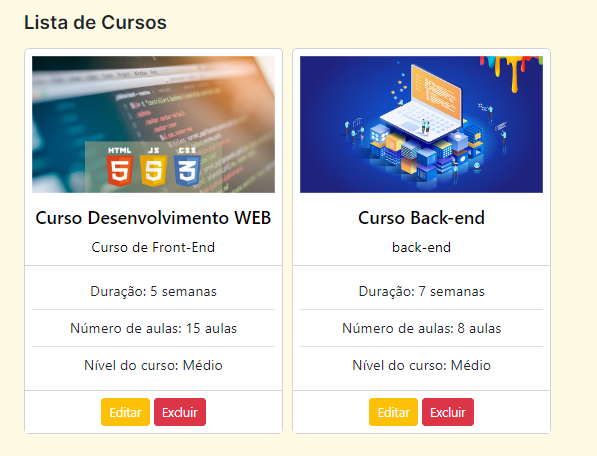 Lista de Cursos
HTML JS CSS
5 5 3
Curso Desenvolvimento WEB
Curso de Front-End
Duração: 5 semanas
Número de aulas: 15 aulas
Nível do curso: Médio
Editar Excluir
Curso Back-end
back-end
Duração: 7 semanas
Número de aulas: 8 aulas
Nível do curso: Médio
Editar Excluir